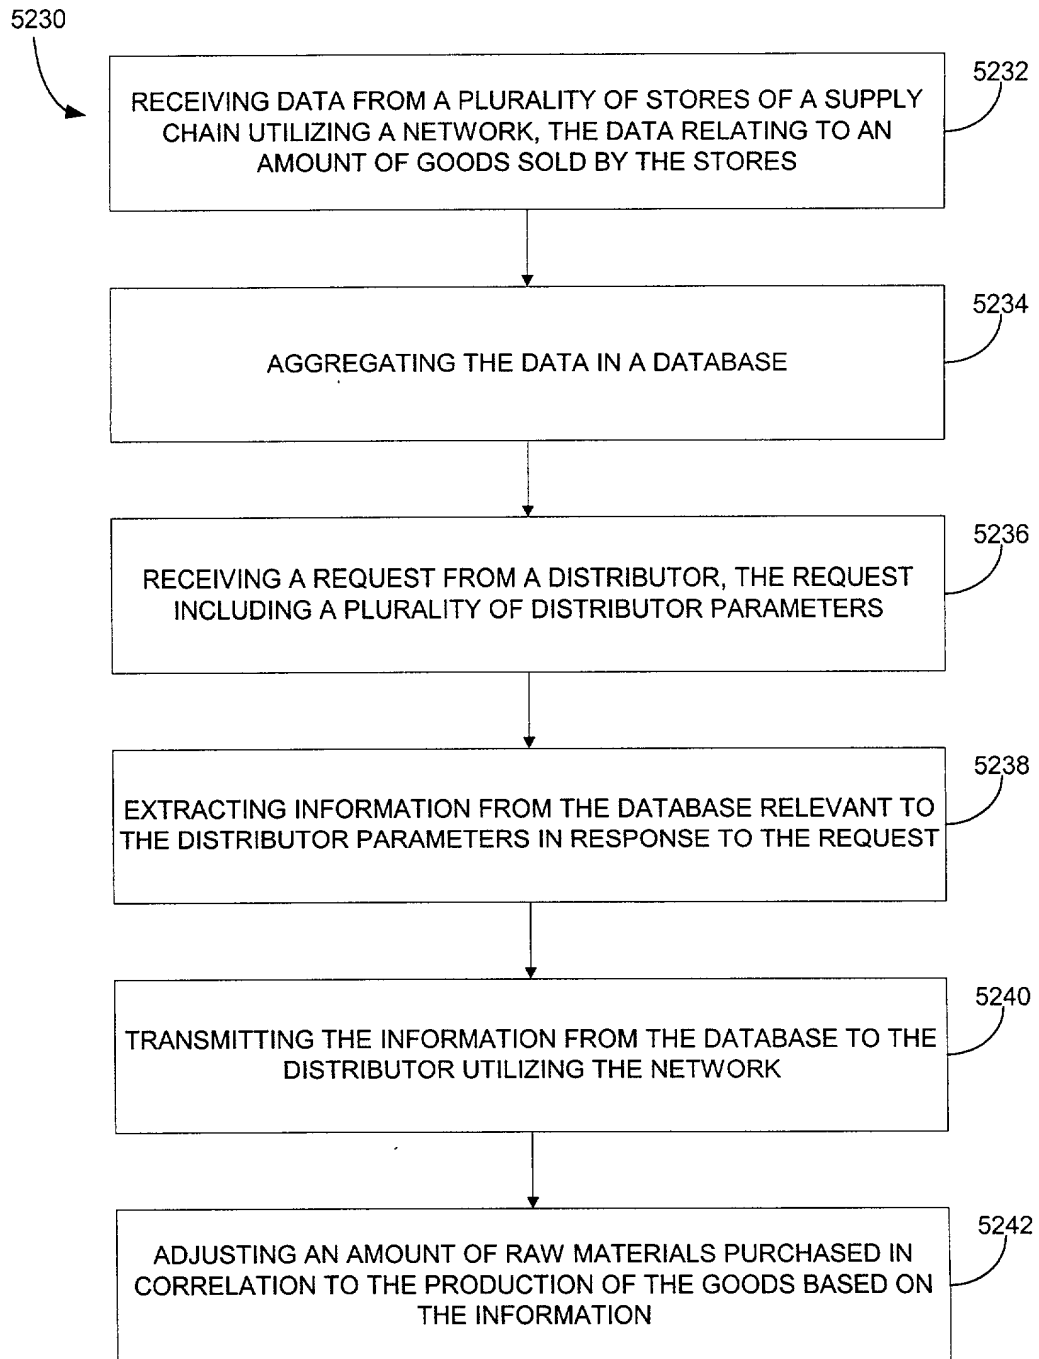 5230
5232
RECEIVING DATA FROM A PLURALITY OF STORES OF A SUPPLY
CHAIN UTILIZING A NETWORK, THE DATA RELATING TO AN
AMOUNT OF GOODS SOLD BY THE STORES
5234
AGGREGATING THE DATA IN A DATABASE
5236
RECEIVING A REQUEST FROM A DISTRIBUTOR, THE REQUEST
INCLUDING A PLURALITY OF DISTRIBUTOR PARAMETERS
5238
EXTRACTING INFORMATION FROM THE DATABASE RELEVANT TO
THE DISTRIBUTOR PARAMETERS IN RESPONSE TO THE REQUEST
5240
TRANSMITTING THE INFORMATION FROM THE DATABASE TO THE
DISTRIBUTOR UTILIZING THE NETWORK
5242
ADJUSTING AN AMOUNT OF RAW MATERIALS PURCHASED IN
CORRELATION TO THE PRODUCTION OF THE GOODS BASED ON
THE INFORMATION